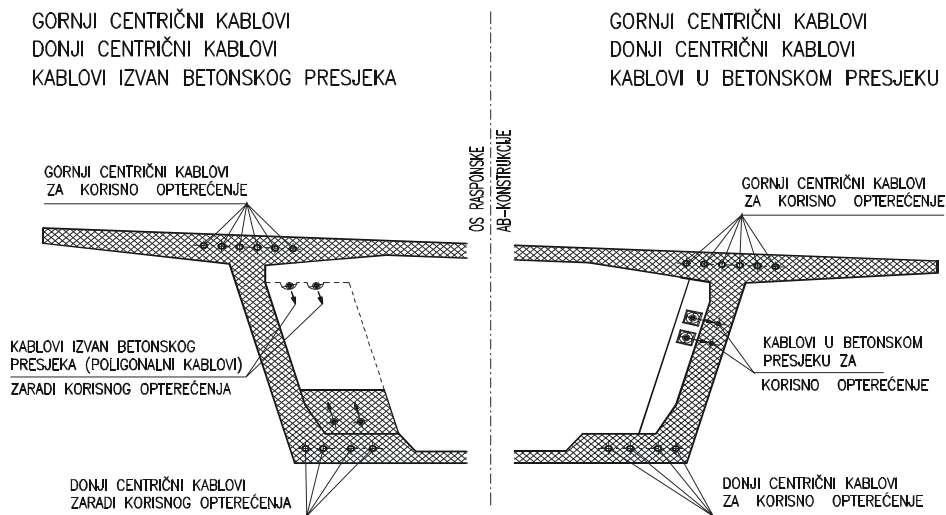 GORNJI CENTRIČNI KABLOVI
DONJI CENTRIČNI KABLOVI
KABLOVI IZVAN BETONSKOG PRESJEKA
GORNJI CENTRIČNI KABLOVI
DONJI CENTRIČNI KABLOVI
KABLOVI U BETONSKOM PRESJEKU
OS RASPONSKE
AB-KONSTRUKCIJE
GORNJI CENTRIČNI KABLOVI
ZA KORISNO OPTEREĆENJE
GORNJI CENTRIČNI KABLOVI
ZA KORISNO OPTEREĆENJE
KABLOVI IZVAN BETONSKOG
PRESJEKA (POLIGONALNI KABLOVI)
ZARADI KORISNOG OPTEREĆENJA
KABLOVI U BETONSKOM
PRESJEKU ZA
KORISNO OPTEREĆENJE
DONJI CENTRIČNI KABLOVI
ZARADI KORISNOG OPTEREĆENJA
DONJI CENTRIČNI KABLOVI
ZA KORISNO OPTEREĆENJE